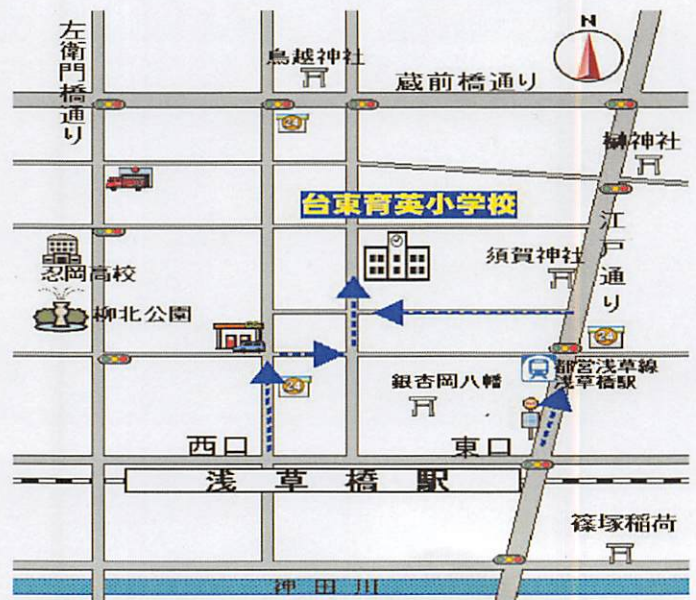 N
左衛門橋通り
鳥越神社
蔵前橋通り
榊神社
台東育英小学校
江戸通り
須賀神社
忍岡高校
柳北公園
都営浅草線
浅草橋駅
銀杏岡八幡
西口
東口
浅草橋駅
篠塚稲荷
神田川